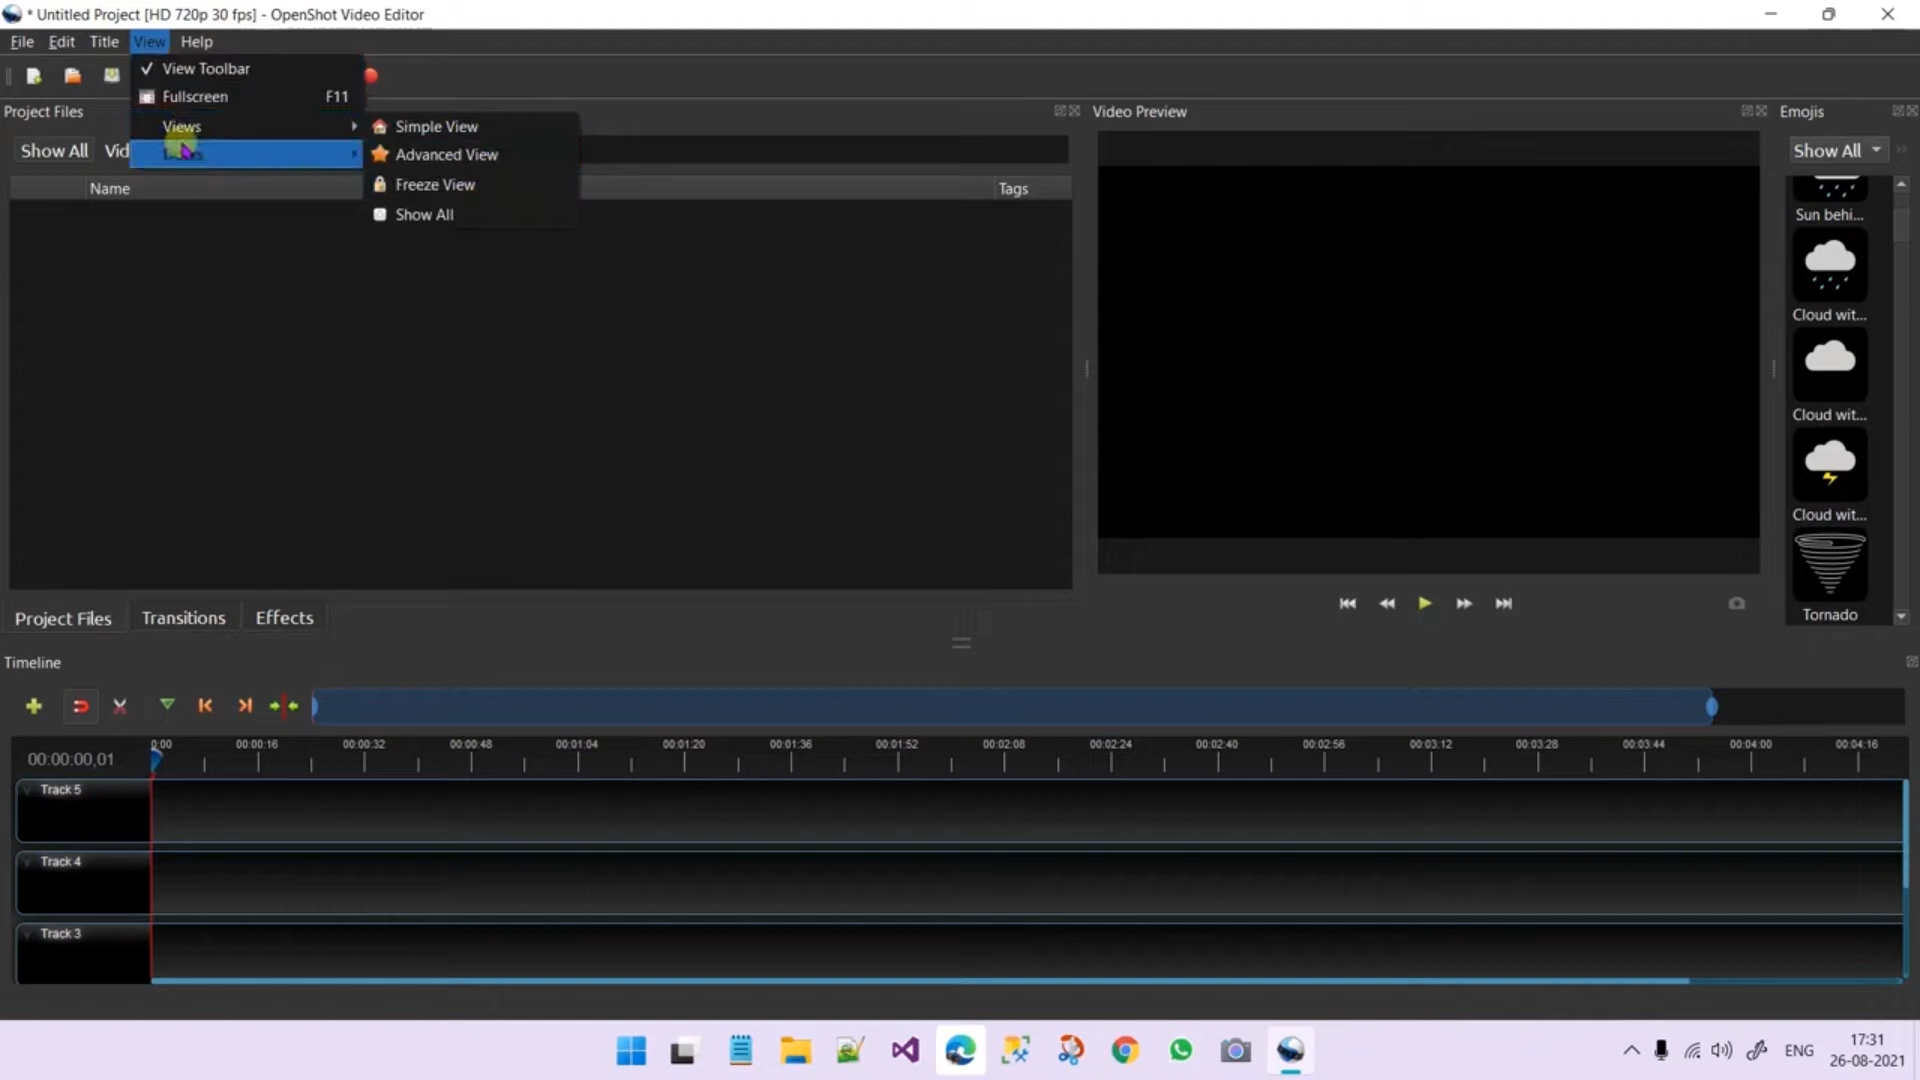 * Untitled Project [HD 720p 30 fps] - OpenShot Video Editor
File Edit Title View Help
View Toolbar
Fullscreen F11
Views
Simple View
Advanced View
Freeze View
Show All
Project Files
Show All Vid
Name Tags
Video Preview
Emojis
Show All
Sun behi...
Cloud wit...
Cloud wit...
Cloud wit...
Tornado
Project Files Transitions Effects
Timeline
00:00:00,01
0:00 00:00:16 00:00:32 00:00:48 00:01:04 00:01:20 00:01:36 00:01:52 00:02:08 00:02:24 00:02:40 00:02:56 00:03:12 00:03:28 00:03:44 00:04:00 00:04:16
Track 5
Track 4
Track 3
ENG
17:31
26-08-2021